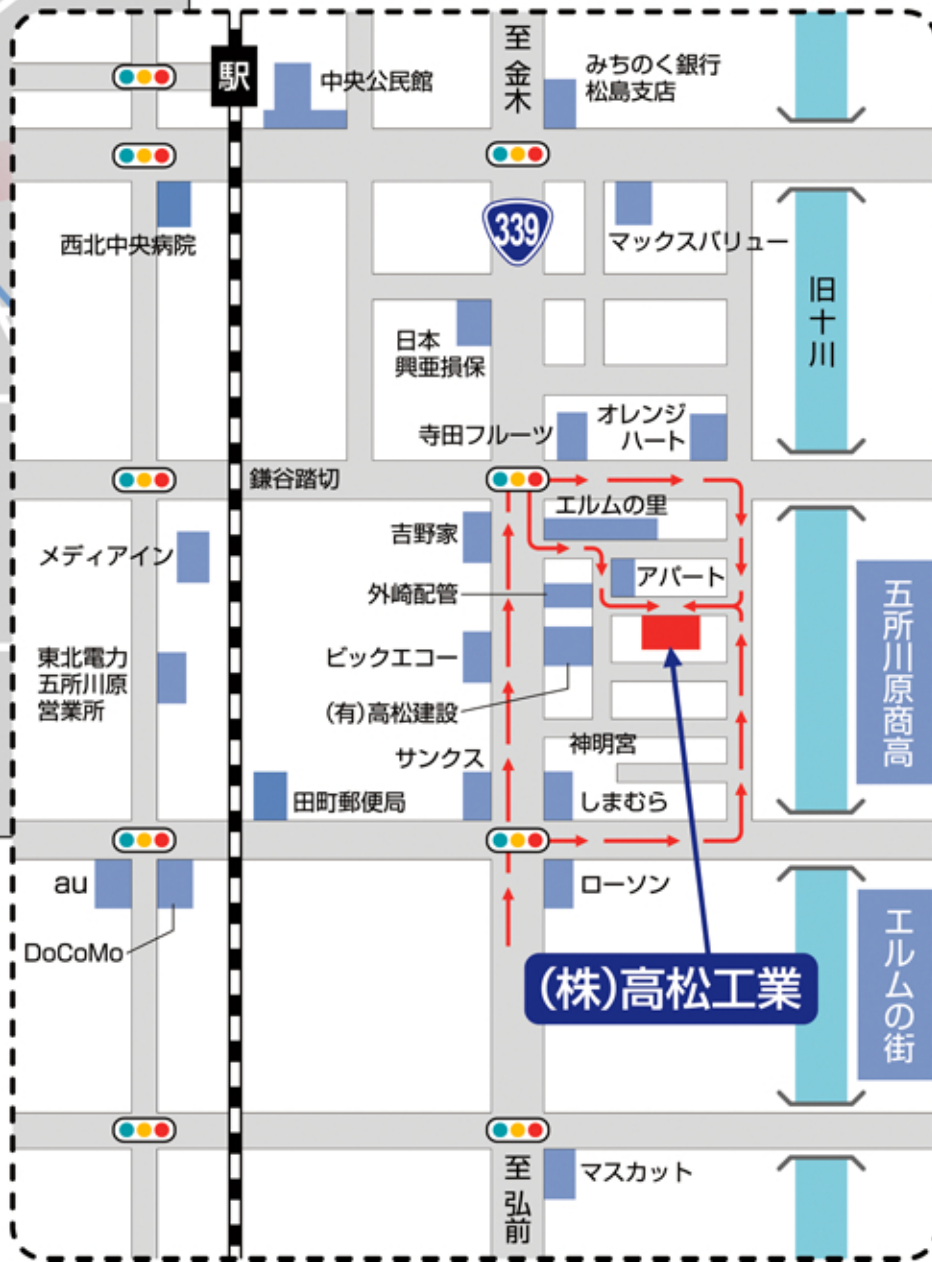 至金木
駅
中央公民館
みちのく銀行
松島支店
西北中央病院
339
マックスバリュー
旧十川
日本
興亜損保
寺田フルーツ
オレンジ
ハート
鎌谷踏切
エルムの里
吉野家
メディアイン
アパート
外崎配管
五所川原商高
東北電力
五所川原
営業所
ビックエコー
(有)高松建設
神明宮
サンクス
田町郵便局
しまむら
au
ローソン
DoCoMo
(株)高松工業
エルムの街
至弘前
マスカット